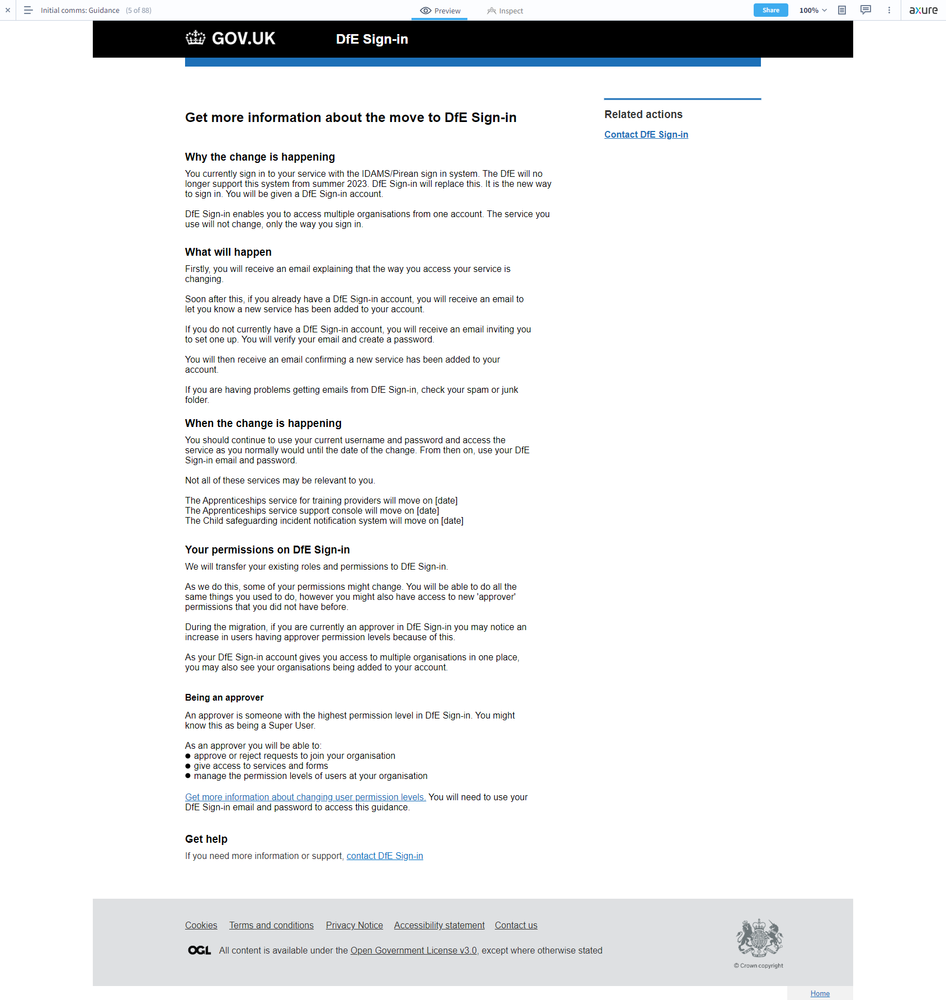 Initial comms: Guidance (5 of 88)
Preview
Inspect
Share
100%
axure
GOV.UK
DfE Sign-in
Get more information about the move to DfE Sign-in
Related actions
Contact DfE Sign-in
Why the change is happening
You currently sign in to your service with the IDAMS/Pirean sign in system. The DfE will no
longer support this system from summer 2023. DfE Sign-in will replace this. It is the new way
to sign in. You will be given a DfE Sign-in account.
DfE Sign-in enables you to access multiple organisations from one account. The service you
use will not change, only the way you sign in.
What will happen
Firstly, you will receive an email explaining that the way you access your service is
changing.
Soon after this, if you already have a DfE Sign-in account, you will receive an email to
let you know a new service has been added to your account.
If you do not currently have a DfE Sign-in account, you will receive an email inviting you
to set one up. You will verify your email and create a password.
You will then receive an email confirming a new service has been added to your
account.
If you are having problems getting emails from DfE Sign-in, check your spam or junk
folder.
When the change is happening
You should continue to use your current username and password and access the
service as you normally would until the date of the change. From then on, use your DfE
Sign-in email and password.
Not all of these services may be relevant to you.
The Apprenticeships service for training providers will move on [date]
The Apprenticeships service support console will move on [date]
The Child safeguarding incident notification system will move on [date]
Your permissions on DfE Sign-in
We will transfer your existing roles and permissions to DfE Sign-in.
As we do this, some of your permissions might change. You will be able to do all the
same things you used to do, however you might also have access to new 'approver'
permissions that you did not have before.
During the migration, if you are currently an approver in DfE Sign-in you may notice an
increase in users having approver permission levels because of this.
As your DfE Sign-in account gives you access to multiple organisations in one place,
you may also see your organisations being added to your account.
Being an approver
An approver is someone with the highest permission level in DfE Sign-in. You might
know this as being a Super User.
As an approver you will be able to:
● approve or reject requests to join your organisation
● give access to services and forms
● manage the permission levels of users at your organisation
Get more information about changing user permission levels. You will need to use your
DfE Sign-in email and password to access this guidance.
Get help
If you need more information or support, contact DfE Sign-in
Cookies Terms and conditions Privacy Notice Accessibility statement Contact us
OGL All content is available under the Open Government License v3.0, except where otherwise stated
© Crown copyright
Home